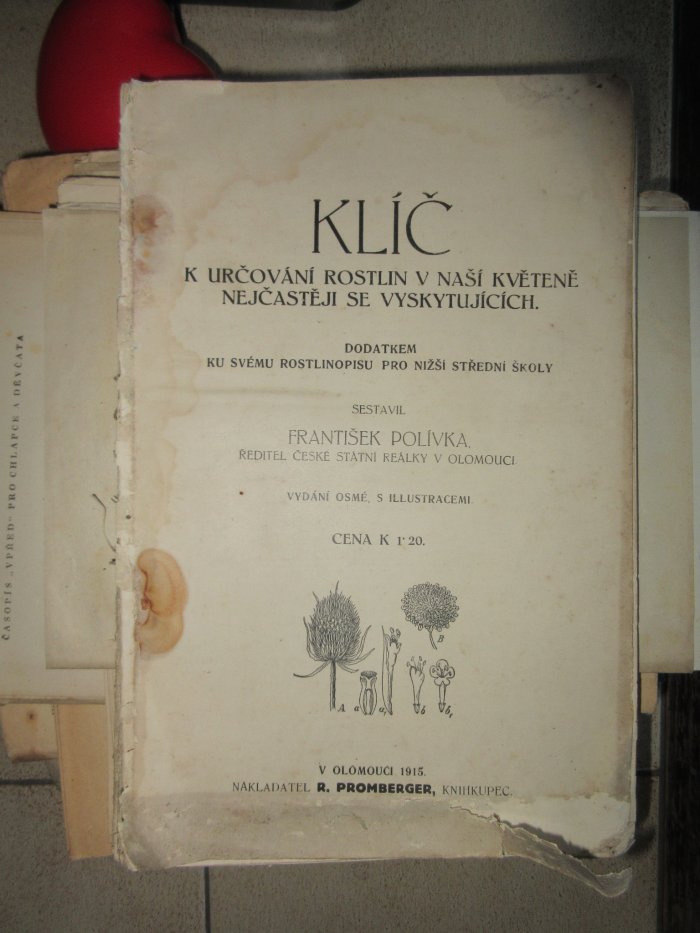 KLÍČ
K URČOVÁNÍ ROSTLIN V NAŠÍ KVĚTENĚ
NEJČASTĚJI SE VYSKYTUJÍCÍCH.
DODATKEM
KU SVÉMU ROSTLINOPISU PRO NIŽŠÍ STŘEDNÍ ŠKOLY
SESTAVIL
FRANTIŠEK POLÍVKA,
ŘEDITEL ČESKÉ STÁTNÍ REÁLKY V OLOMOUCI.
VYDÁNÍ OSMÉ, S ILLUSTRACEMI.
CENA K 1·20.
A a a, b b, B
V OLOMOUCI 1915.
NAKLADATEL R. PROMBERGER, KNIHKUPEC.
ČASOPIS „VPŘED" PRO CHLAPCE A DĚVČATA